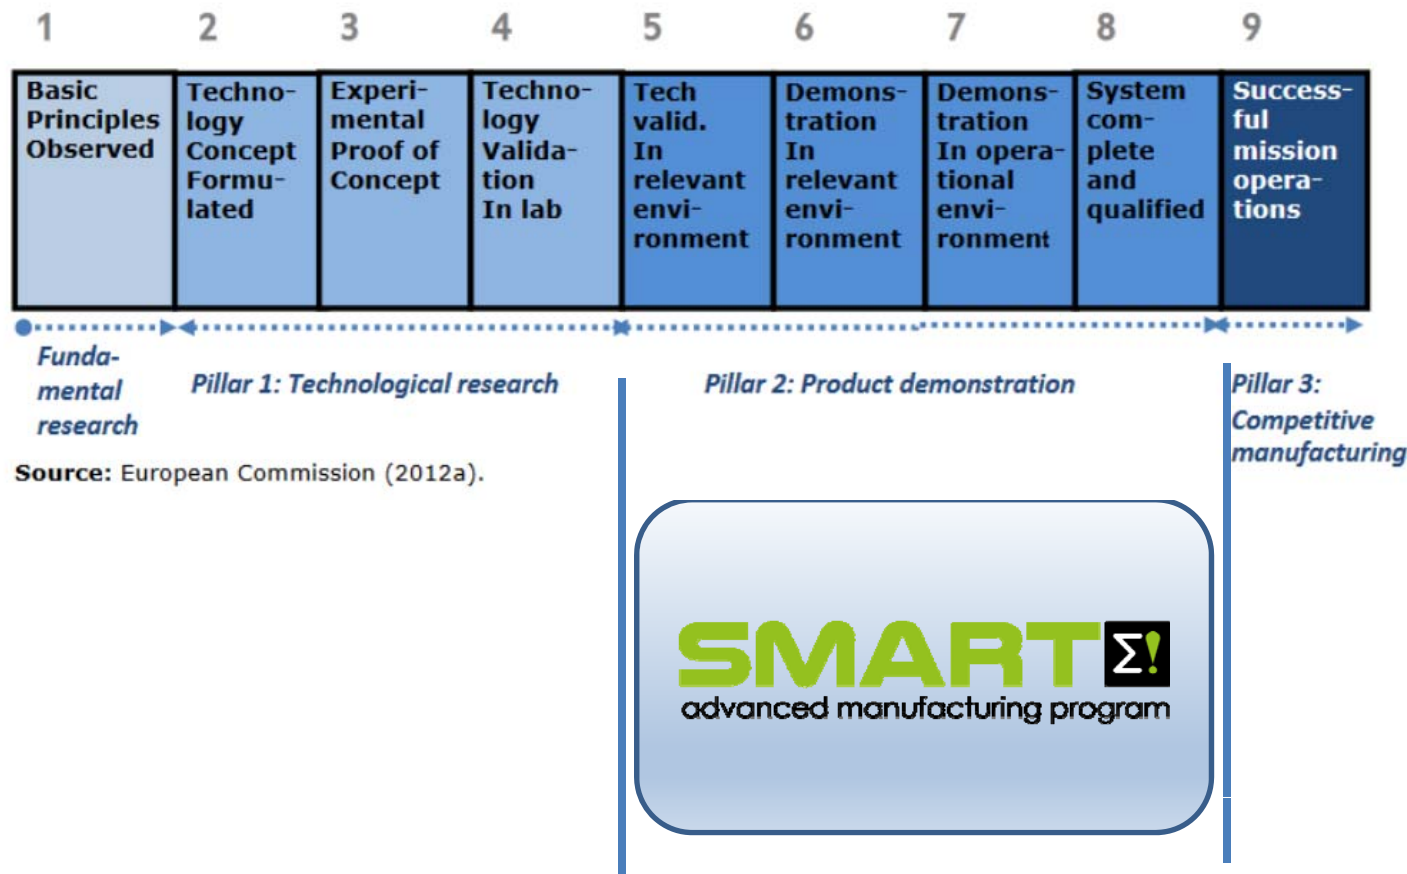 1 2 3 4 5 6 7 8 9
Basic
Principles
Observed
Techno-
logy
Concept
Formu-
lated
Experi-
mental
Proof of
Concept
Techno-
logy
Valida-
tion
In lab
Tech
valid.
In
relevant
envi-
ronment
Demons-
tration
In
relevant
envi-
ronment
Demons-
tration
In opera-
tional
envi-
ronment
System
com-
plete
and
qualified
Success-
ful
mission
opera-
tions
Funda-
mental
research
Pillar 1: Technological research
Pillar 2: Product demonstration
Pillar 3:
Competitive
manufacturing
Source: European Commission (2012a).
SMART Σ!
advanced manufacturing program